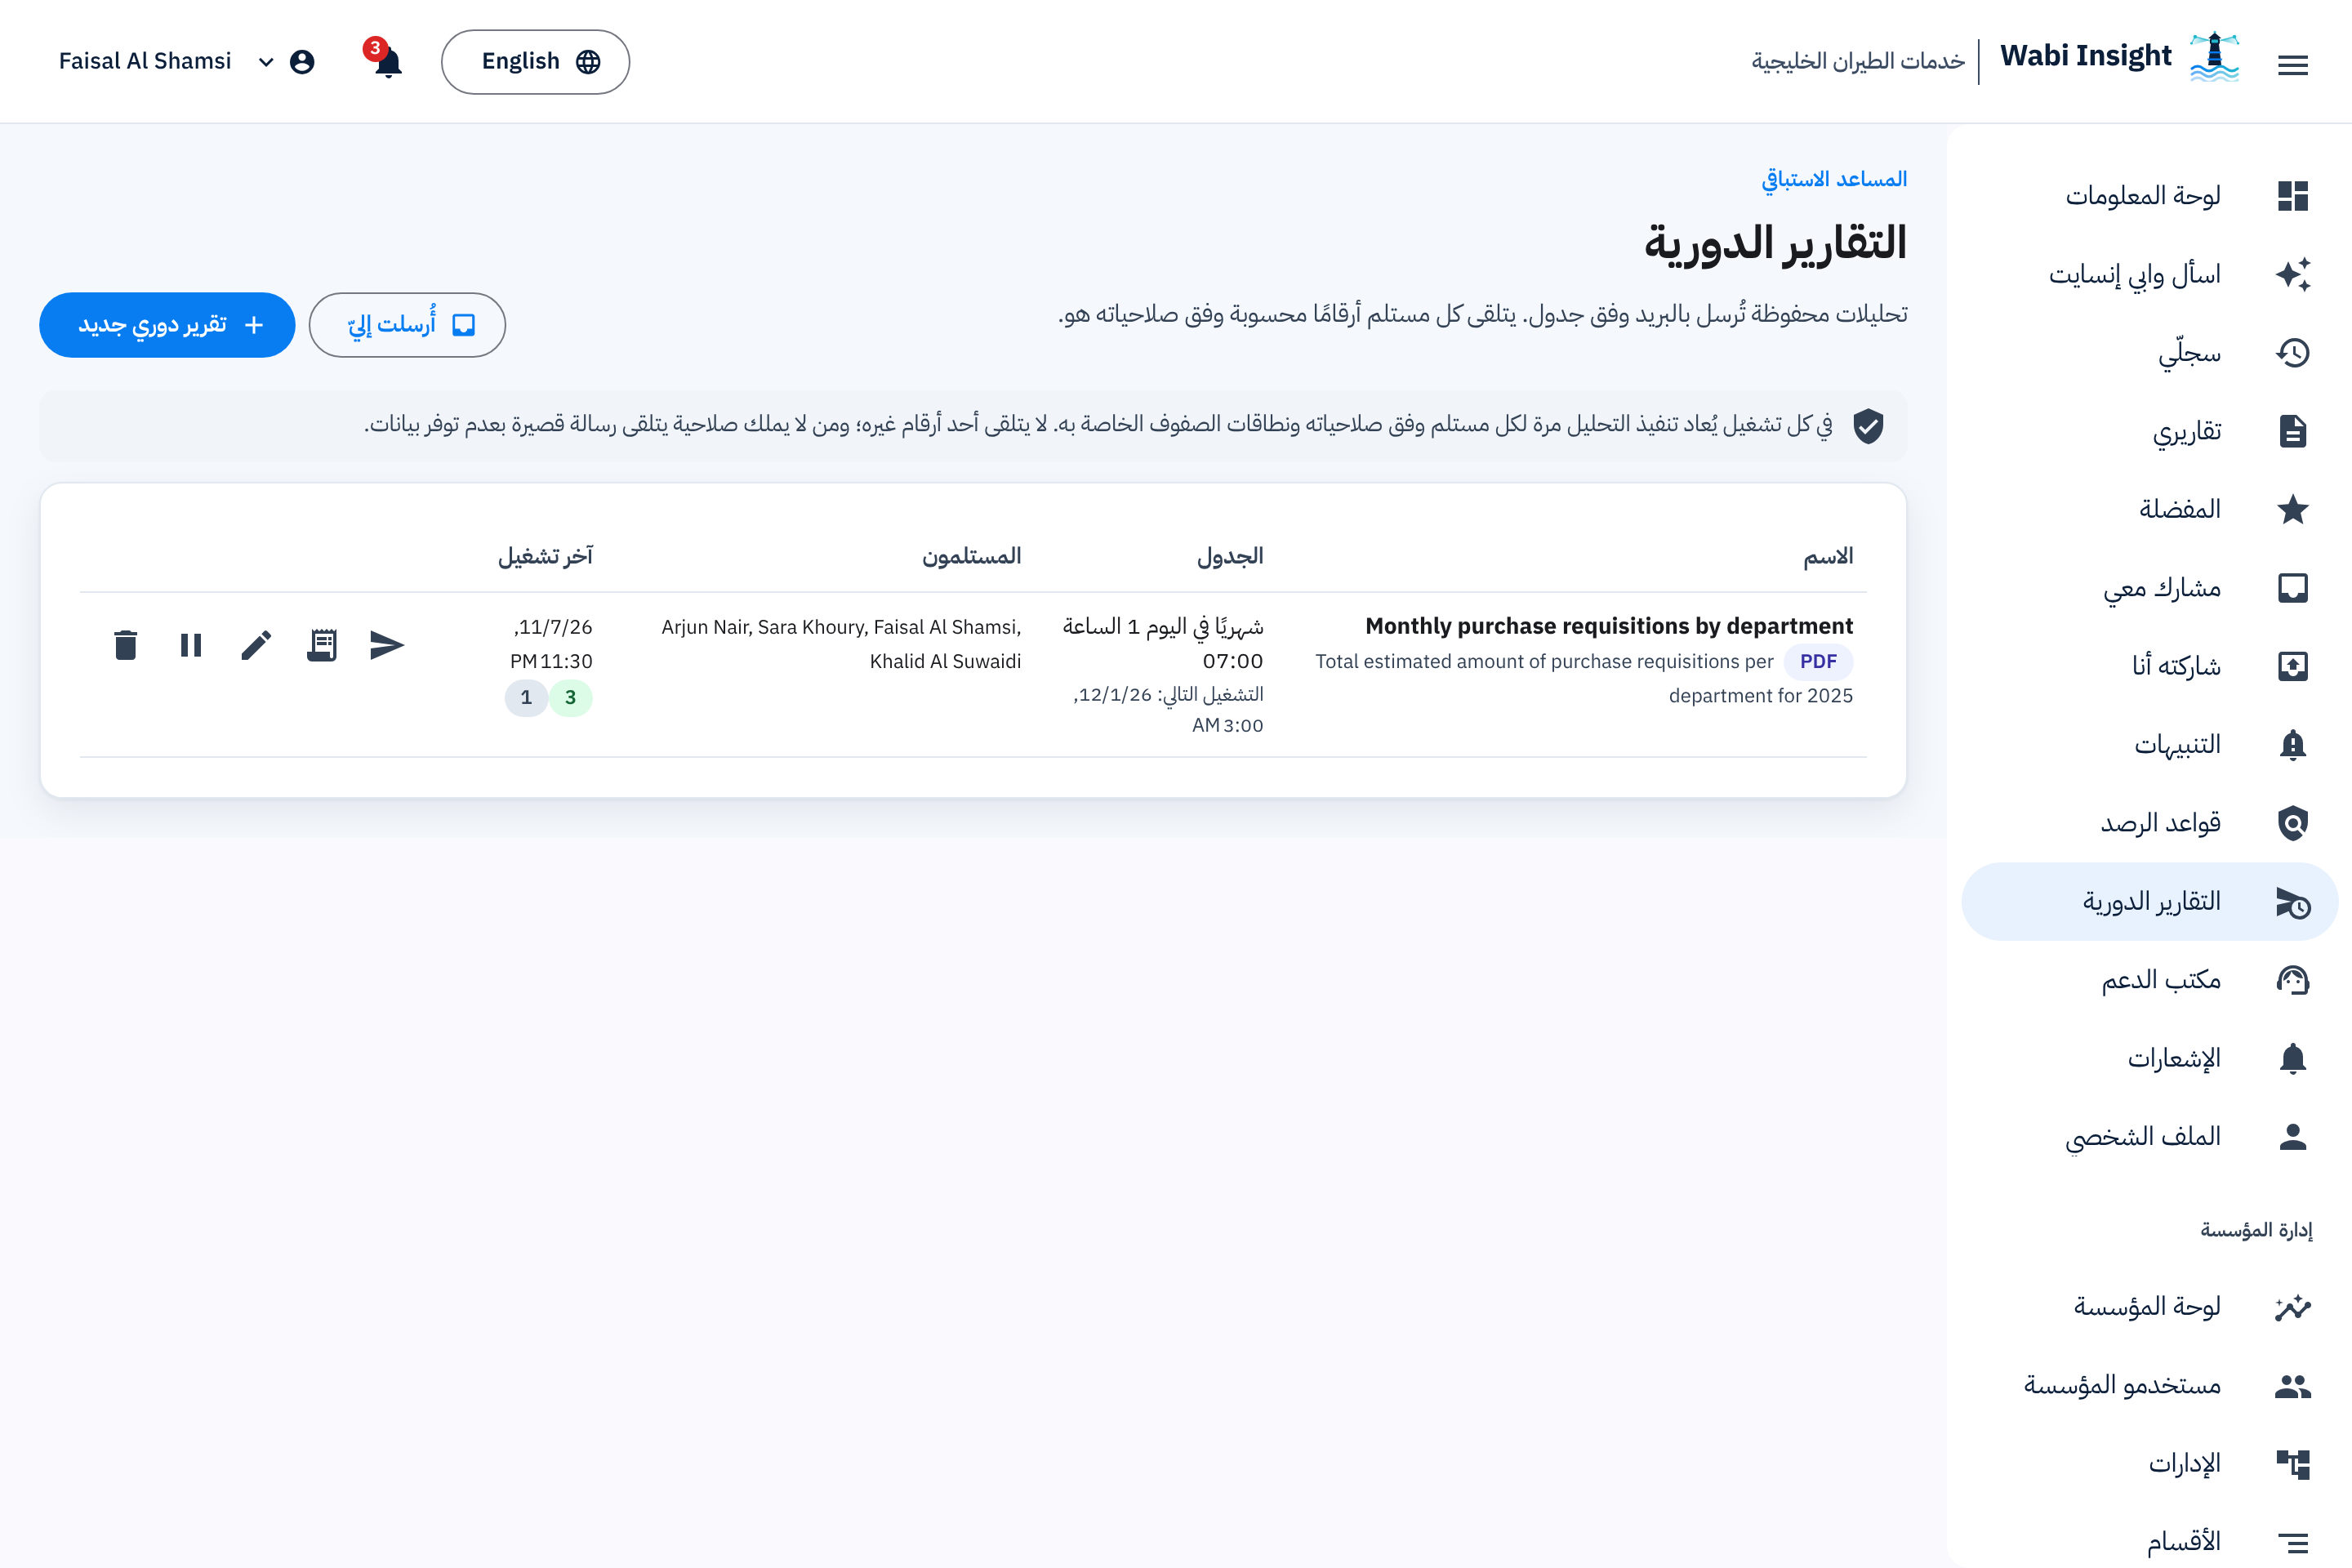 Wabi Insight
خدمات الطيران الخليجية
English
3
Faisal Al Shamsi
لوحة المعلومات
اسأل وابي إنسايت
سجلّي
تقاريري
المفضلة
مشارك معي
شاركته أنا
التنبيهات
قواعد الرصد
التقارير الدورية
مكتب الدعم
الإشعارات
الملف الشخصي
إدارة المؤسسة
لوحة المؤسسة
مستخدمو المؤسسة
الإدارات
الأقسام
المساعد الاستباقي
التقارير الدورية
تحليلات محفوظة تُرسل بالبريد وفق جدول. يتلقى كل مستلم أرقامًا محسوبة وفق صلاحياته هو.
أُرسلت إليّ
تقرير دوري جديد
في كل تشغيل يُعاد تنفيذ التحليل مرة لكل مستلم وفق صلاحياته ونطاقات الصفوف الخاصة به. لا يتلقى أحد أرقام غيره؛ ومن لا يملك صلاحية يتلقى رسالة قصيرة بعدم توفر بيانات.
الاسم
الجدول
المستلمون
آخر تشغيل
Monthly purchase requisitions by department
PDF Total estimated amount of purchase requisitions per
department for 2025
شهريًا في اليوم 1 الساعة
07:00
التشغيل التالي: 12/1/26,
3:00 AM
Arjun Nair, Sara Khoury, Faisal Al Shamsi,
Khalid Al Suwaidi
11/7/26,
11:30 PM
3
1